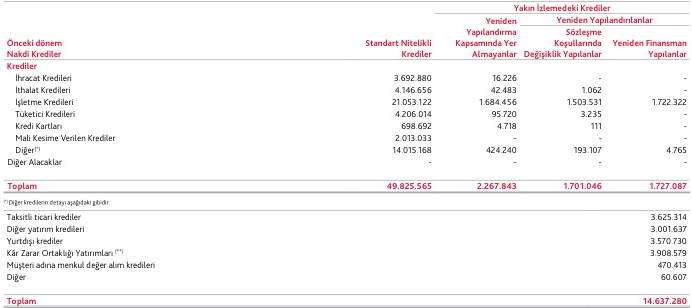 Yakın İzlemedeki Krediler
Yeniden Yapılandırma Kapsamında Yer Almayanlar
Yeniden Yapılandırılanlar
Önceki dönem Nakdi Krediler
Standart Nitelikli Krediler
Sözleşme Koşullarında Değişiklik Yapılanlar
Yeniden Finansman Yapılanlar
Krediler
İhracat Kredileri 3.692.880 16.226 - -
İthalat Kredileri 4.146.656 42.483 1.062 -
İşletme Kredileri 21.053.122 1.684.456 1.503.531 1.722.322
Tüketici Kredileri 4.206.014 95.720 3.235 -
Kredi Kartları 698.692 4.718 111 -
Mali Kesime Verilen Krediler 2.013.033 - - -
Diğer(*) 14.015.168 424.240 193.107 4.765
Diğer Alacaklar - - - -
Toplam 49.825.565 2.267.843 1.701.046 1.727.087
(*) Diğer kredilerin detayı aşağıdaki gibidir:
Taksitli ticari krediler 3.625.314
Diğer yatırım kredileri 3.001.637
Yurtdışı krediler 3.570.730
Kâr Zarar Ortaklığı Yatırımları (**) 3.908.579
Müşteri adına menkul değer alım kredileri 470.413
Diğer 60.607
Toplam 14.637.280